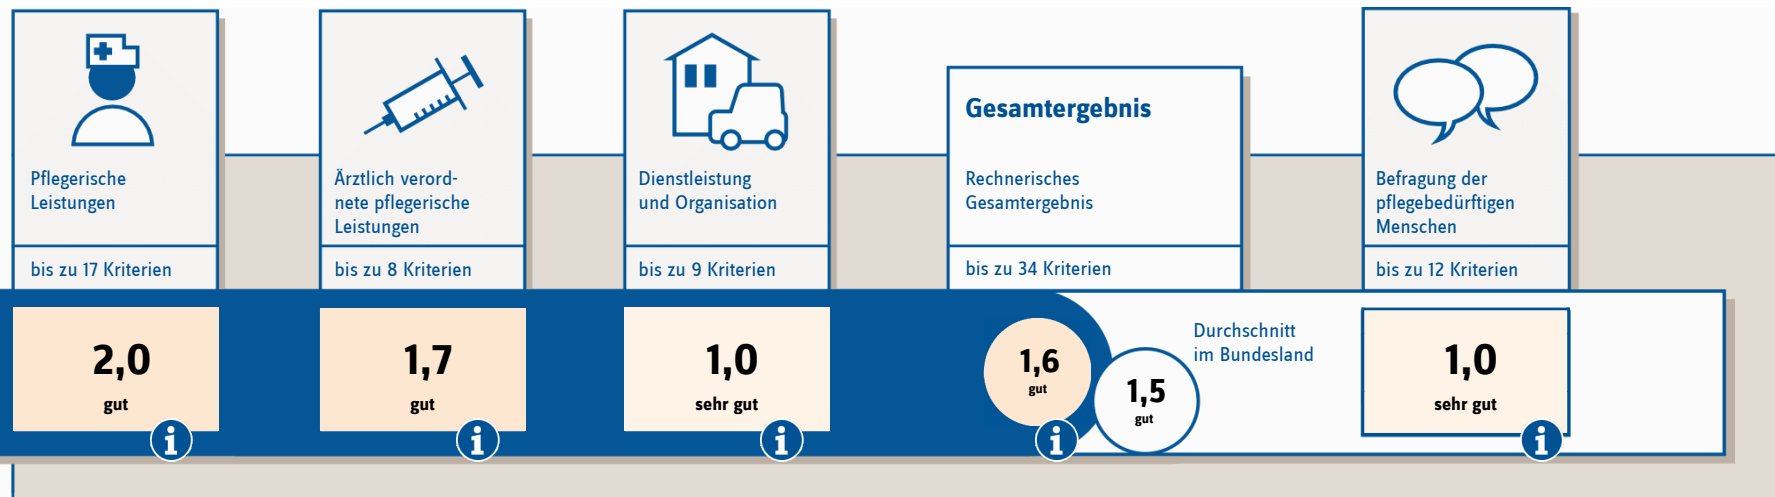 Pflegerische
Leistungen
bis zu 17 Kriterien
2,0
gut
i
Ärztlich verord-
nete pflegerische
Leistungen
bis zu 8 Kriterien
1,7
gut
i
Dienstleistung
und Organisation
bis zu 9 Kriterien
1,0
sehr gut
i
Gesamtergebnis
Rechnerisches
Gesamtergebnis
bis zu 34 Kriterien
1,6
gut
i
Durchschnitt
im Bundesland
1,5
gut
Befragung der
pflegebedürftigen
Menschen
bis zu 12 Kriterien
1,0
sehr gut
i